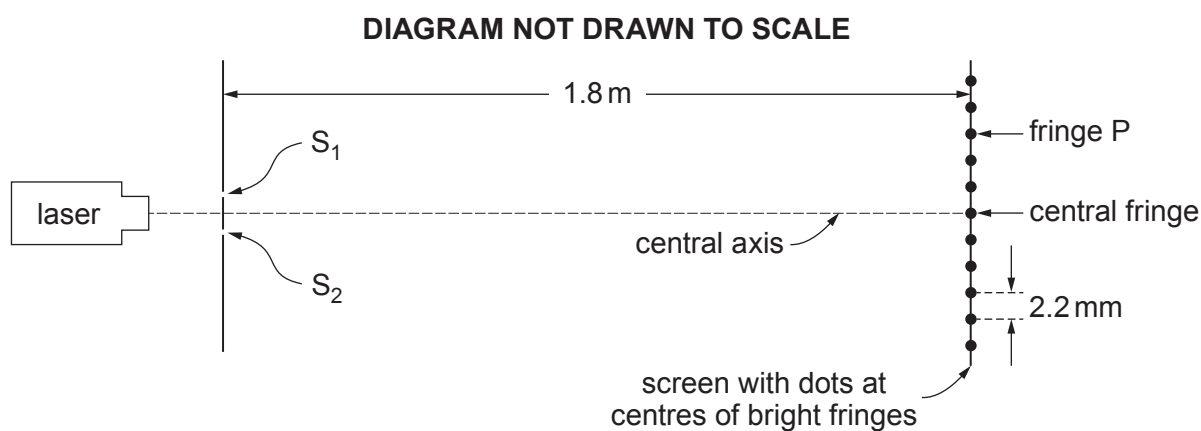 DIAGRAM NOT DRAWN TO SCALE
1.8 m
S₁
fringe P
laser
central fringe
central axis
S₂
2.2 mm
screen with dots at
centres of bright fringes